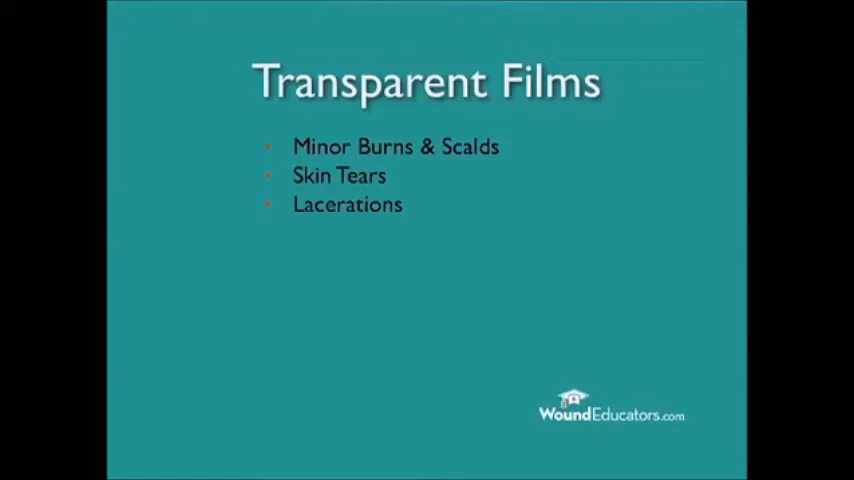 Transparent Films
• Minor Burns & Scalds
• Skin Tears
• Lacerations
WoundEducators.com